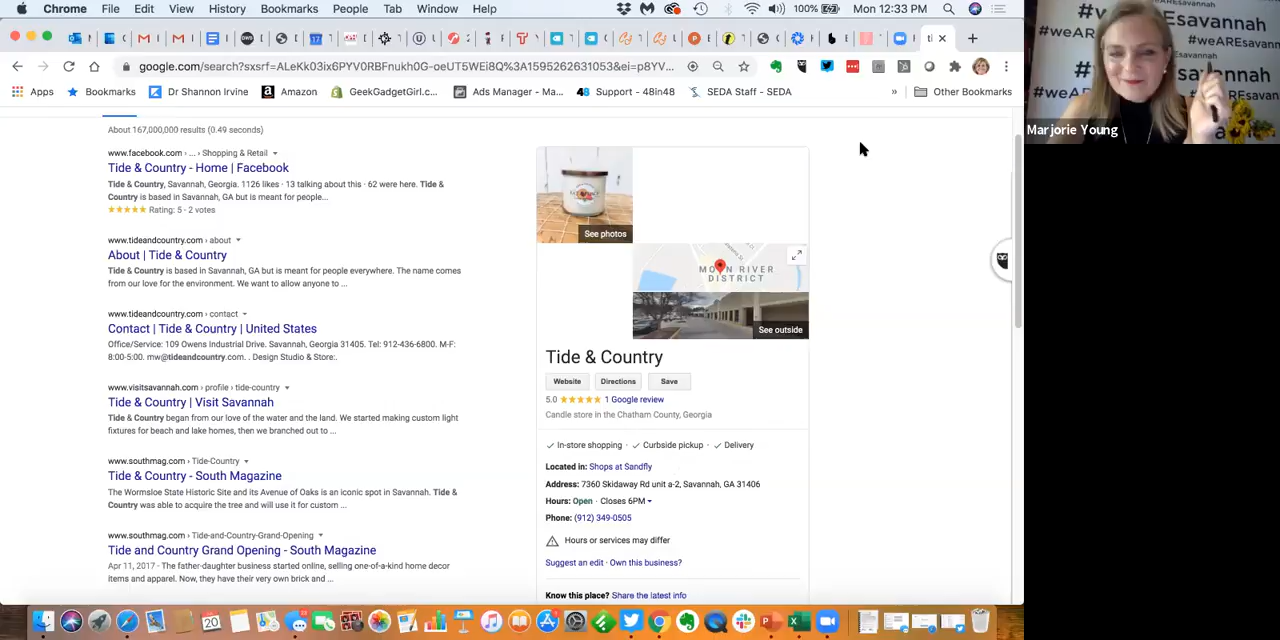 Chrome File Edit View History Bookmarks People Tab Window Help 100% Mon 12:33 PM
google.com/search?sxsrf=ALeKk03ix6PYV0RBFnukhOG-oeUT5W5CRQ%3A1595262631053&ei=p8YV...
Apps Bookmarks Dr Shannon Irvine Amazon GeekGadgetGirl.c... Ads Manager - Ma... Support - 48in48 SEDA Staff - SEDA » Other Bookmarks
About 167,000,000 results (0.49 seconds)
www.facebook.com › ... › Shopping & Retail
Tide & Country - Home | Facebook
Tide & Country, Savannah, Georgia. 1126 likes · 13 talking about this · 62 were here. Tide &
Country is based in Savannah, GA but is meant for people...
Rating: 5 · 2 votes
www.tideandcountry.com › about
About | Tide & Country
Tide & Country is based in Savannah, GA but is meant for people everywhere. The name comes
from our love for the environment. We want to allow anyone to ...
www.tideandcountry.com › contact
Contact | Tide & Country | United States
Office/Service: 109 Owens Industrial Drive. Savannah, Georgia 31405. Tel: 912-436-6800. M-F:
8:00-5:00. mw@tideandcountry.com. . Design Studio & Store:.
www.visitsavannah.com › profile › tide-country
Tide & Country | Visit Savannah
Tide & Country began from our love of the water and the land. We started making custom light
fixtures for beach and lake homes, then we branched out to ...
www.southmag.com › Tide-Country
Tide & Country - South Magazine
The Wormsloe State Historic Site and its Avenue of Oaks is an iconic spot in Savannah. Tide &
Country was able to acquire the tree and will use it for custom ...
www.southmag.com › Tide-and-Country-Grand-Opening
Tide and Country Grand Opening - South Magazine
Apr 11, 2017 - The father-daughter business started online, selling one-of-a-kind home decor
items and apparel. Now, they have their very own brick and ...
See photos
MOON RIVER
DISTRICT
See outside
Tide & Country
Website Directions Save
5.0 1 Google review
Candle store in the Chatham County, Georgia
In-store shopping · Curbside pickup · Delivery
Located in: Shops at Sandfly
Address: 7360 Skidaway Rd unit a-2, Savannah, GA 31406
Hours: Open · Closes 6PM
Phone: (912) 349-0505
Hours or services may differ
Suggest an edit · Own this business?
Know this place? Share the latest info
#weAREsavannah
Marjorie Young